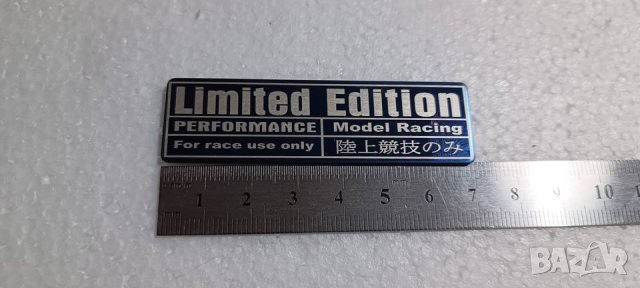 Limited Edition
PERFORMANCE Model Racing
For race use only 陸上競技のみ
1 2 3 4 5 6 7 8 9 10
BAZAR